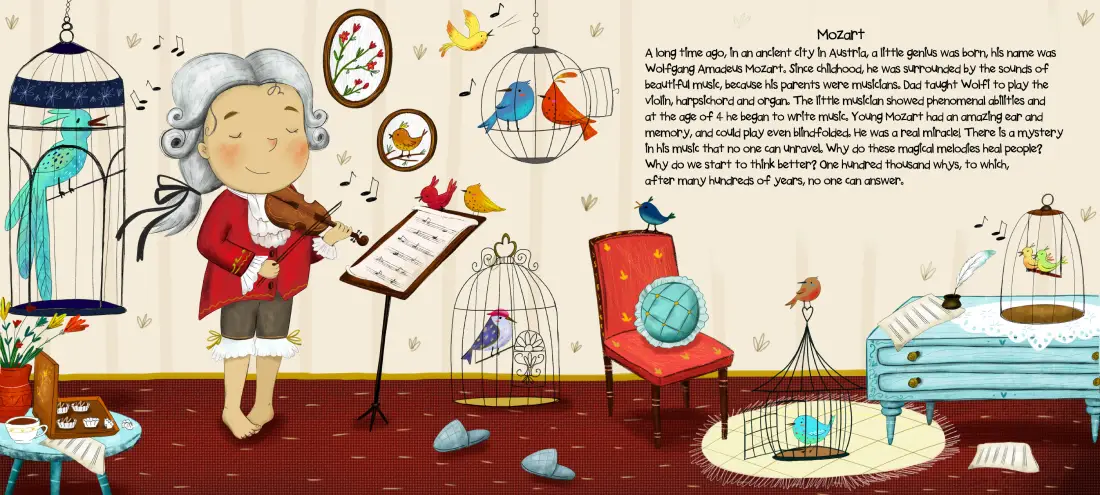 Mozart
A long time ago, in an ancient city in Austria, a little genius was born, his name was
Wolfgang Amadeus Mozart. Since childhood, he was surrounded by the sounds of
beautiful music, because his parents were musicians. Dad taught Wolfi to play the
violin, harpsichord and organ. The little musician showed phenomenal abilities and
at the age of 4 he began to write music. Young Mozart had an amazing ear and
memory, and could play even blindfolded. He was a real miracle! There is a mystery
in his music that no one can unravel. Why do these magical melodies heal people?
Why do we start to think better? One hundred thousand whys, to which,
after many hundreds of years, no one can answer.